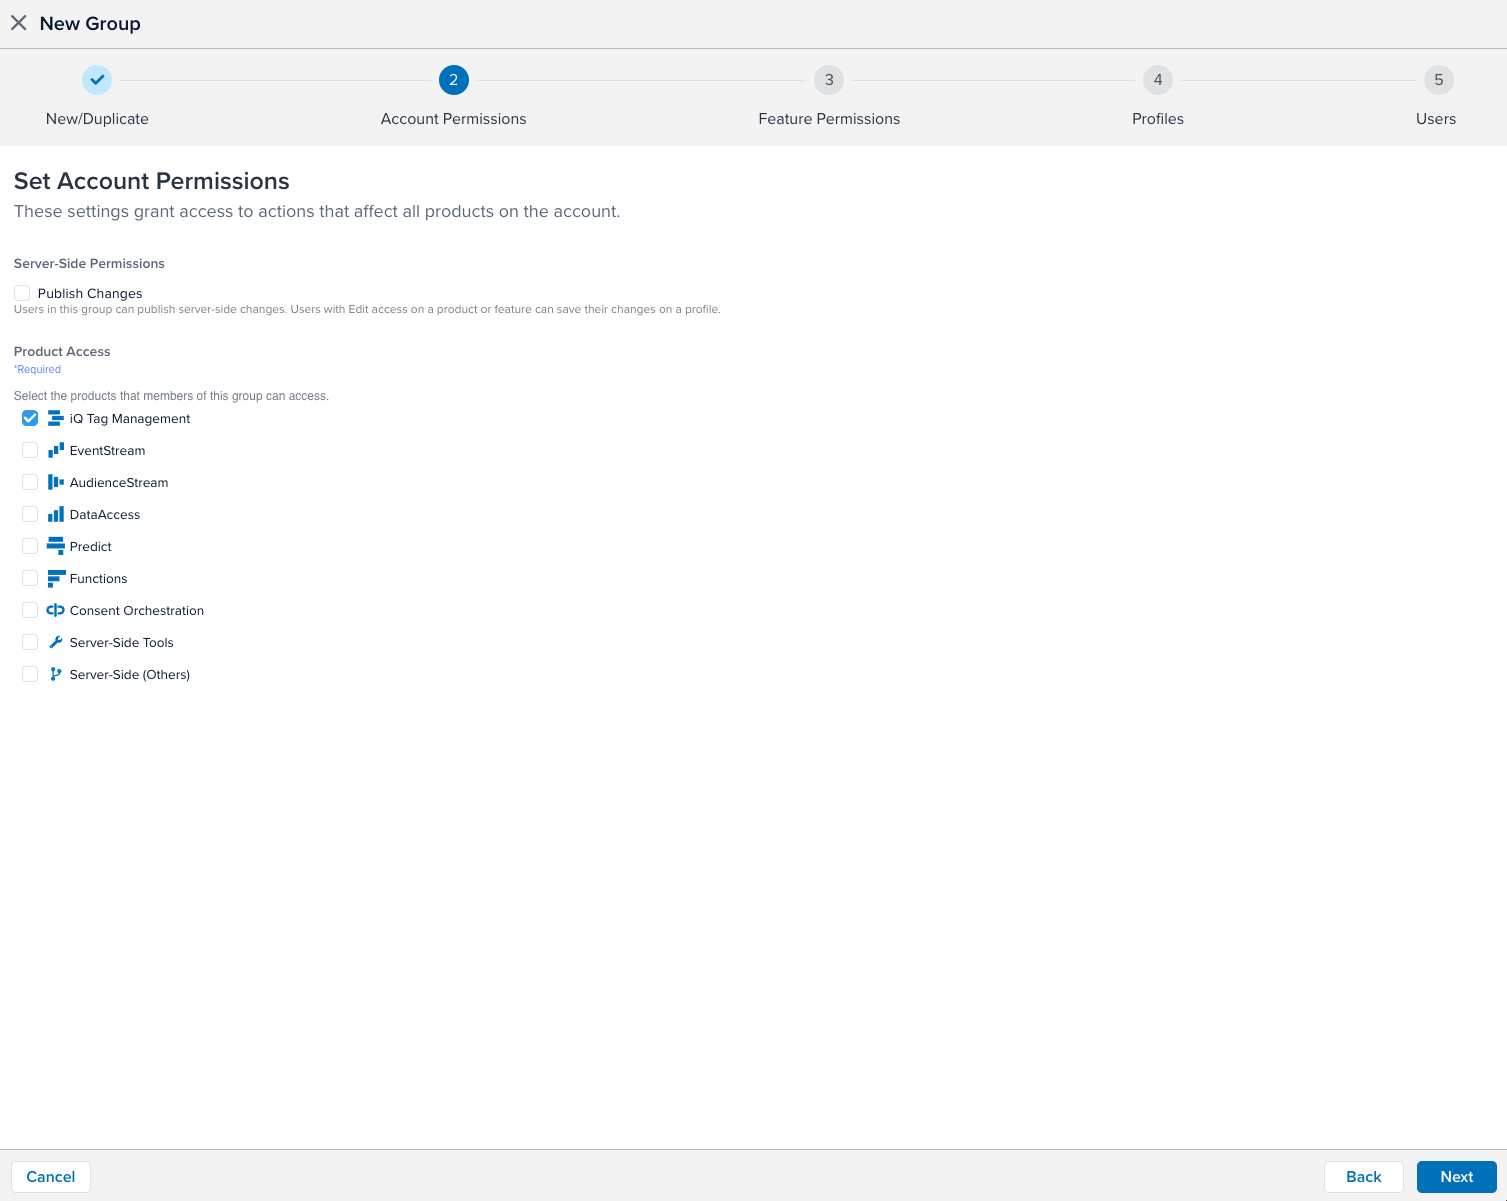 New Group
2
3
4
5
New/Duplicate
Account Permissions
Feature Permissions
Profiles
Users
Set Account Permissions
These settings grant access to actions that affect all products on the account.
Server-Side Permissions
Publish Changes
Users in this group can publish server-side changes. Users with Edit access on a product or feature can save their changes on a profile.
Product Access
*Required
Select the products that members of this group can access.
iQ Tag Management
EventStream
AudienceStream
DataAccess
Predict
Functions
Consent Orchestration
Server-Side Tools
Server-Side (Others)
Cancel
Back
Next